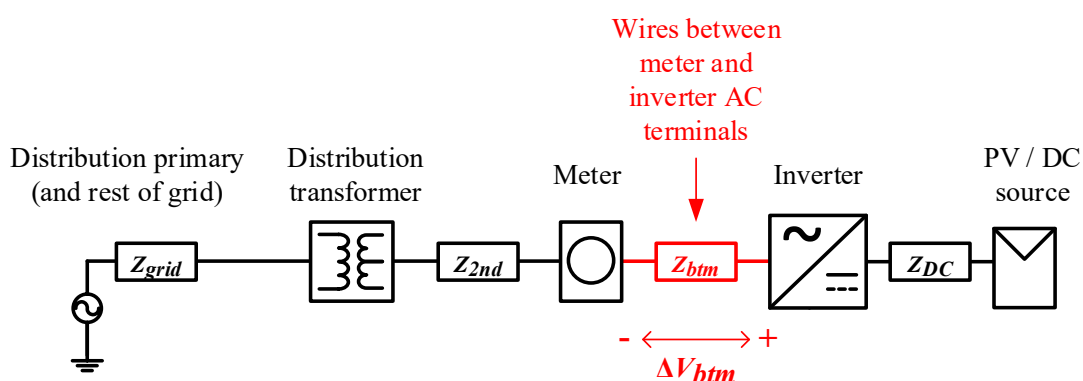 Wires between
meter and
inverter AC
terminals
Distribution primary
(and rest of grid)
Distribution
transformer
Meter
Inverter
PV / DC
source
Zgrid
Z2nd
Zbtm
ZDC
- +
ΔVbtm